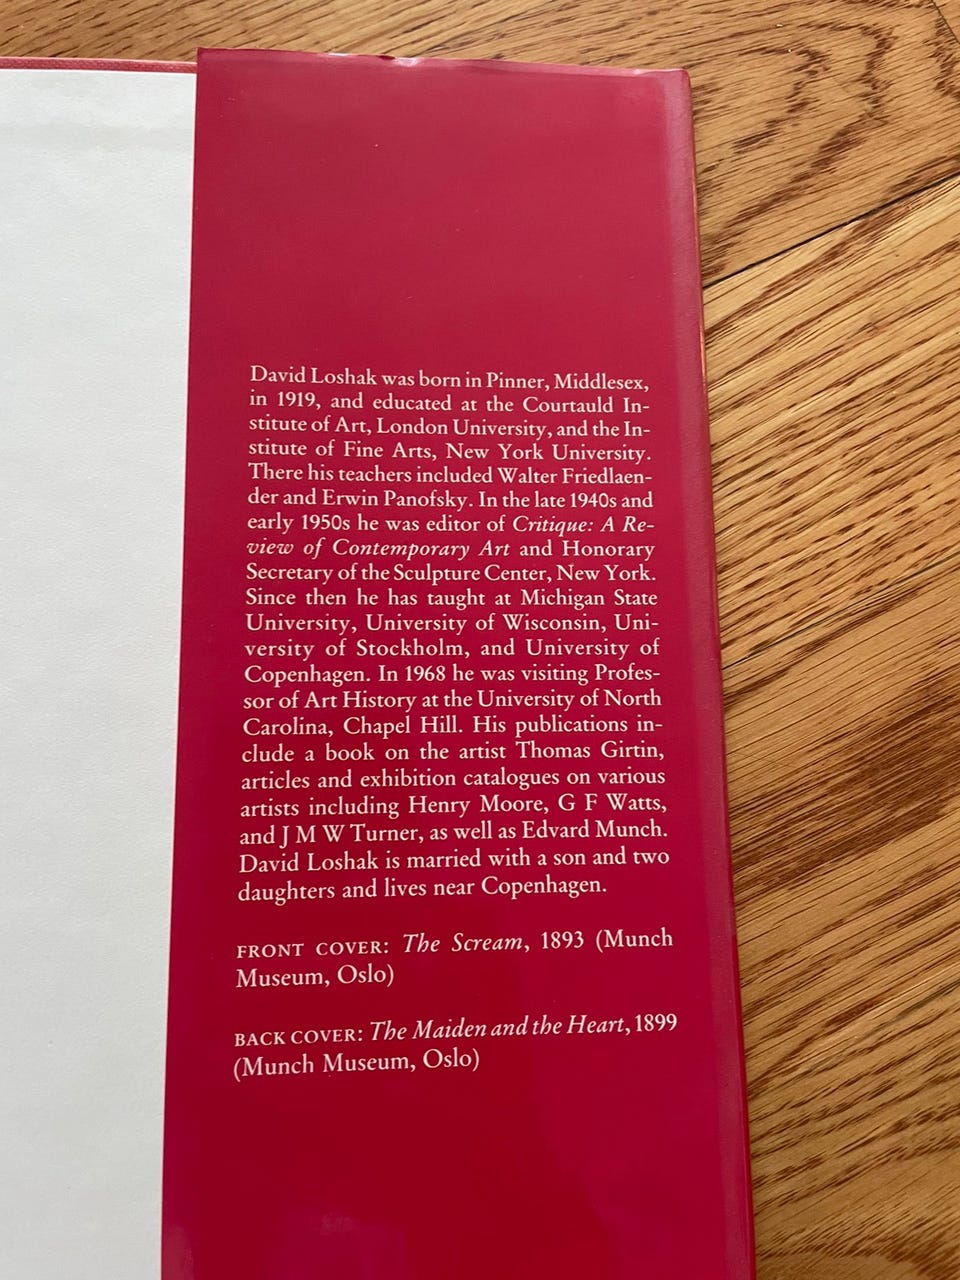 David Loshak was born in Pinner, Middlesex,
in 1919, and educated at the Courtauld In-
stitute of Art, London University, and the In-
stitute of Fine Arts, New York University.
There his teachers included Walter Friedlaen-
der and Erwin Panofsky. In the late 1940s and
early 1950s he was editor of Critique: A Re-
view of Contemporary Art and Honorary
Secretary of the Sculpture Center, New York.
Since then he has taught at Michigan State
University, University of Wisconsin, Uni-
versity of Stockholm, and University of
Copenhagen. In 1968 he was visiting Profes-
sor of Art History at the University of North
Carolina, Chapel Hill. His publications in-
clude a book on the artist Thomas Girtin,
articles and exhibition catalogues on various
artists including Henry Moore, G F Watts,
and J M W Turner, as well as Edvard Munch.
David Loshak is married with a son and two
daughters and lives near Copenhagen.
FRONT COVER: The Scream, 1893 (Munch
Museum, Oslo)
BACK COVER: The Maiden and the Heart, 1899
(Munch Museum, Oslo)